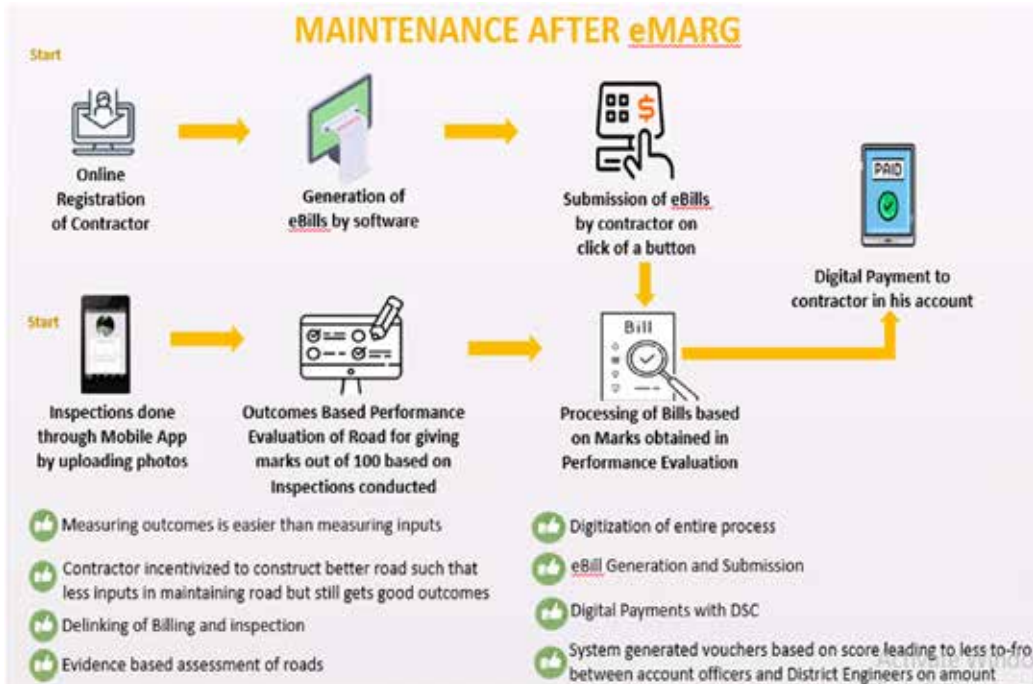 MAINTENANCE AFTER eMARG
Start
Online
Registration
of Contractor
Generation of
eBills by software
Submission of eBills
by contractor on
click of a button
PAID
Digital Payment to
contractor in his account
Start
Bill
Inspections done
through Mobile App
by uploading photos
Outcomes Based Performance
Evaluation of Road for giving
marks out of 100 based on
Inspections conducted
Processing of Bills based
on Marks obtained in
Performance Evaluation
Measuring outcomes is easier than measuring inputs
Contractor incentivized to construct better road such that
less inputs in maintaining road but still gets good outcomes
Delinking of Billing and inspection
Evidence based assessment of roads
Digitization of entire process
eBill Generation and Submission
Digital Payments with DSC
System generated vouchers based on score leading to less to-fro
between account officers and District Engineers on amount
Activate Windo